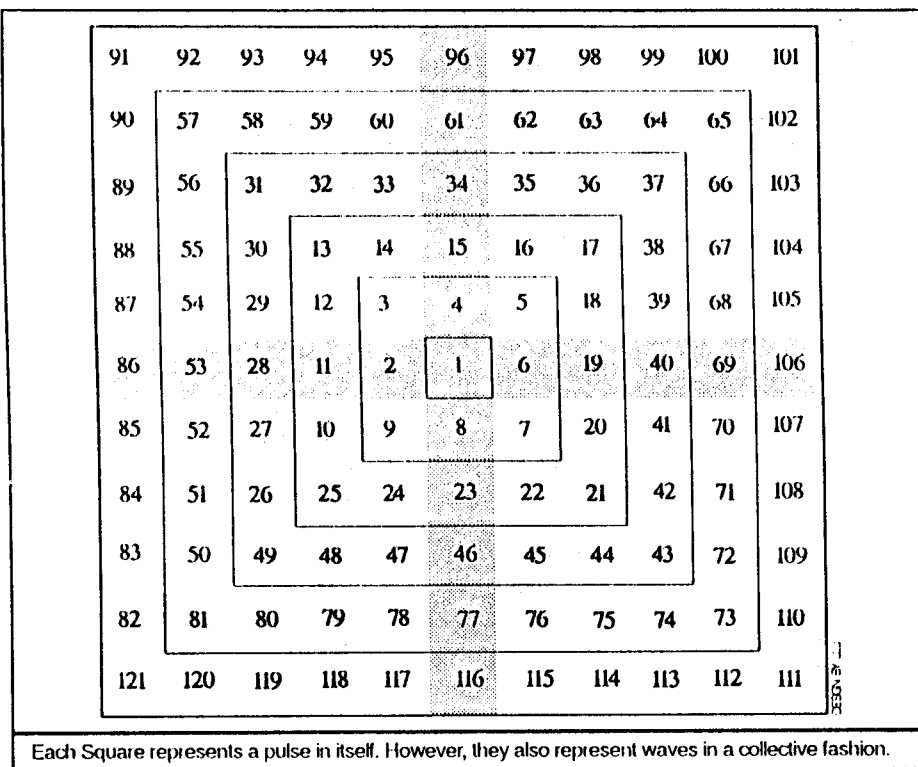 91 92 93 94 95 96 97 98 99 100 101
90 57 58 59 60 61 62 63 64 65 102
89 56 31 32 33 34 35 36 37 66 103
88 55 30 13 14 15 16 17 38 67 104
87 54 29 12 3 4 5 18 39 68 105
86 53 28 11 2 1 6 19 40 69 106
85 52 27 10 9 8 7 20 41 70 107
84 51 26 25 24 23 22 21 42 71 108
83 50 49 48 47 46 45 44 43 72 109
82 81 80 79 78 77 76 75 74 73 110
121 120 119 118 117 116 115 114 113 112 111
Each Square represents a pulse in itself. However, they also represent waves in a collective fashion.